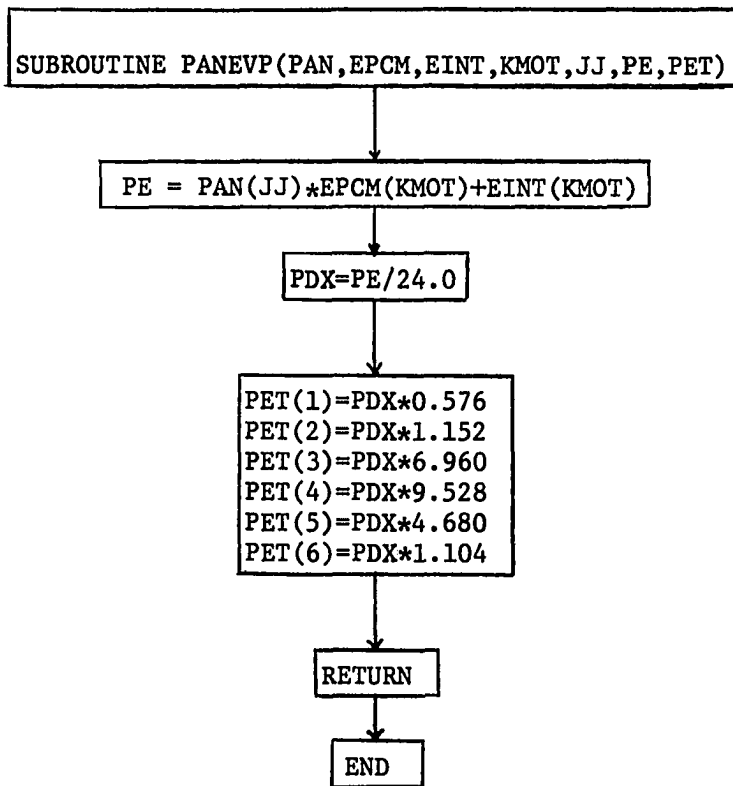 SUBROUTINE PANEVP(PAN,EPCM,EINT,KMOT,JJ,PE,PET)
PE = PAN(JJ)*EPCM(KMOT)+EINT(KMOT)
PDX=PE/24.0
PET(1)=PDX*0.576
PET(2)=PDX*1.152
PET(3)=PDX*6.960
PET(4)=PDX*9.528
PET(5)=PDX*4.680
PET(6)=PDX*1.104
RETURN
END